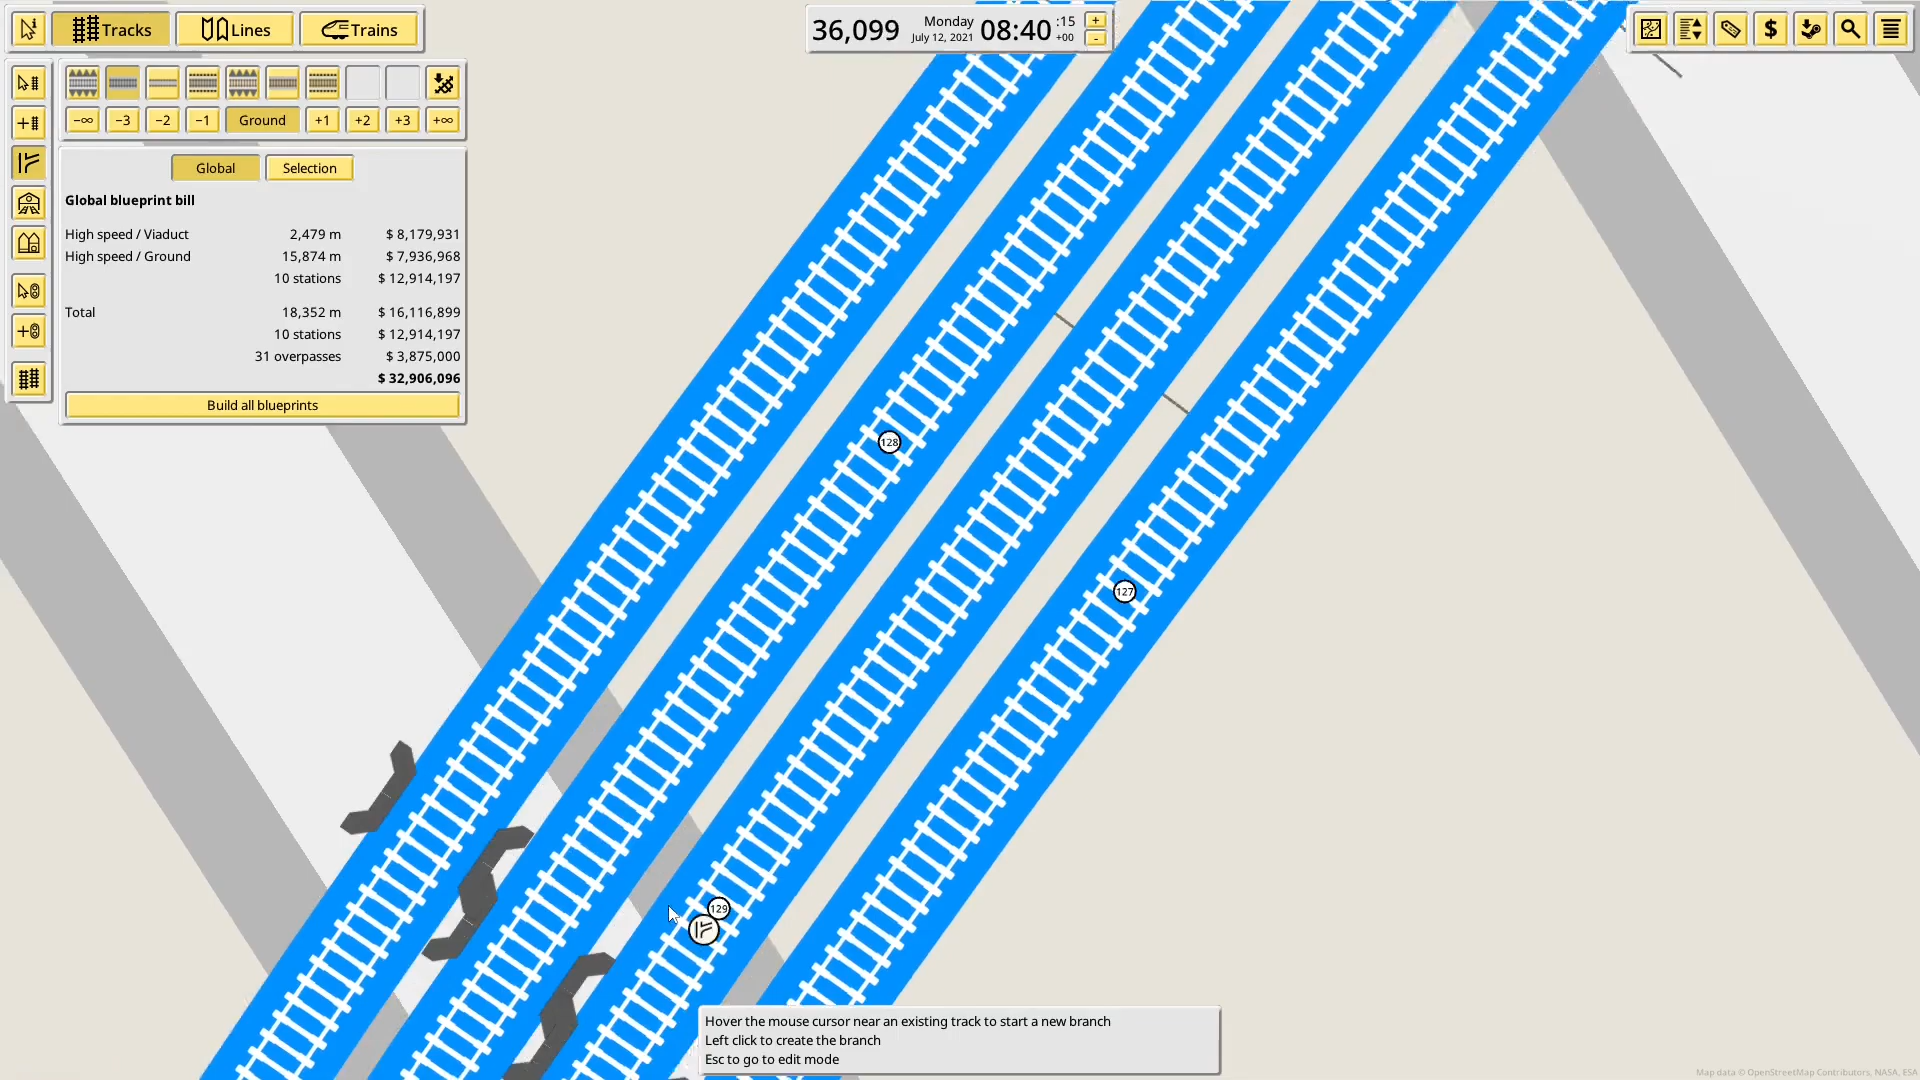 Tracks
Lines
Trains
36,099
Monday
July 12, 2021
08:40
:15
+00
+
-
−∞
−3
−2
−1
Ground
+1
+2
+3
+∞
Global
Selection
Global blueprint bill
High speed / Viaduct 2,479 m $ 8,179,931
High speed / Ground 15,874 m $ 7,936,968
10 stations $ 12,914,197
Total 18,352 m $ 16,116,899
10 stations $ 12,914,197
31 overpasses $ 3,875,000
$ 32,906,096
Build all blueprints
128
127
129
Hover the mouse cursor near an existing track to start a new branch
Left click to create the branch
Esc to go to edit mode
Map data © OpenStreetMap Contributors, NASA, ESA